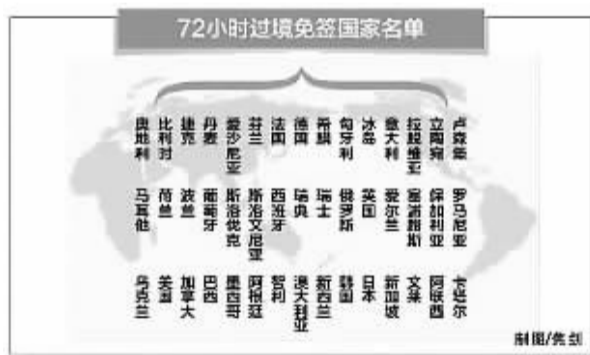 72小时过境免签国家名单
奥地利 比利时 捷克 丹麦 爱沙尼亚 芬兰 法国 德国 希腊 匈牙利 冰岛 意大利 拉脱维亚 立陶宛 卢森堡
马耳他 荷兰 波兰 葡萄牙 斯洛伐克 斯洛文尼亚 西班牙 瑞典 瑞士 俄罗斯 英国 爱尔兰 塞浦路斯 保加利亚 罗马尼亚
乌克兰 美国 加拿大 巴西 墨西哥 阿根廷 智利 澳大利亚 新西兰 韩国 日本 新加坡 文莱 阿联酋 卡塔尔
制图/焦剑